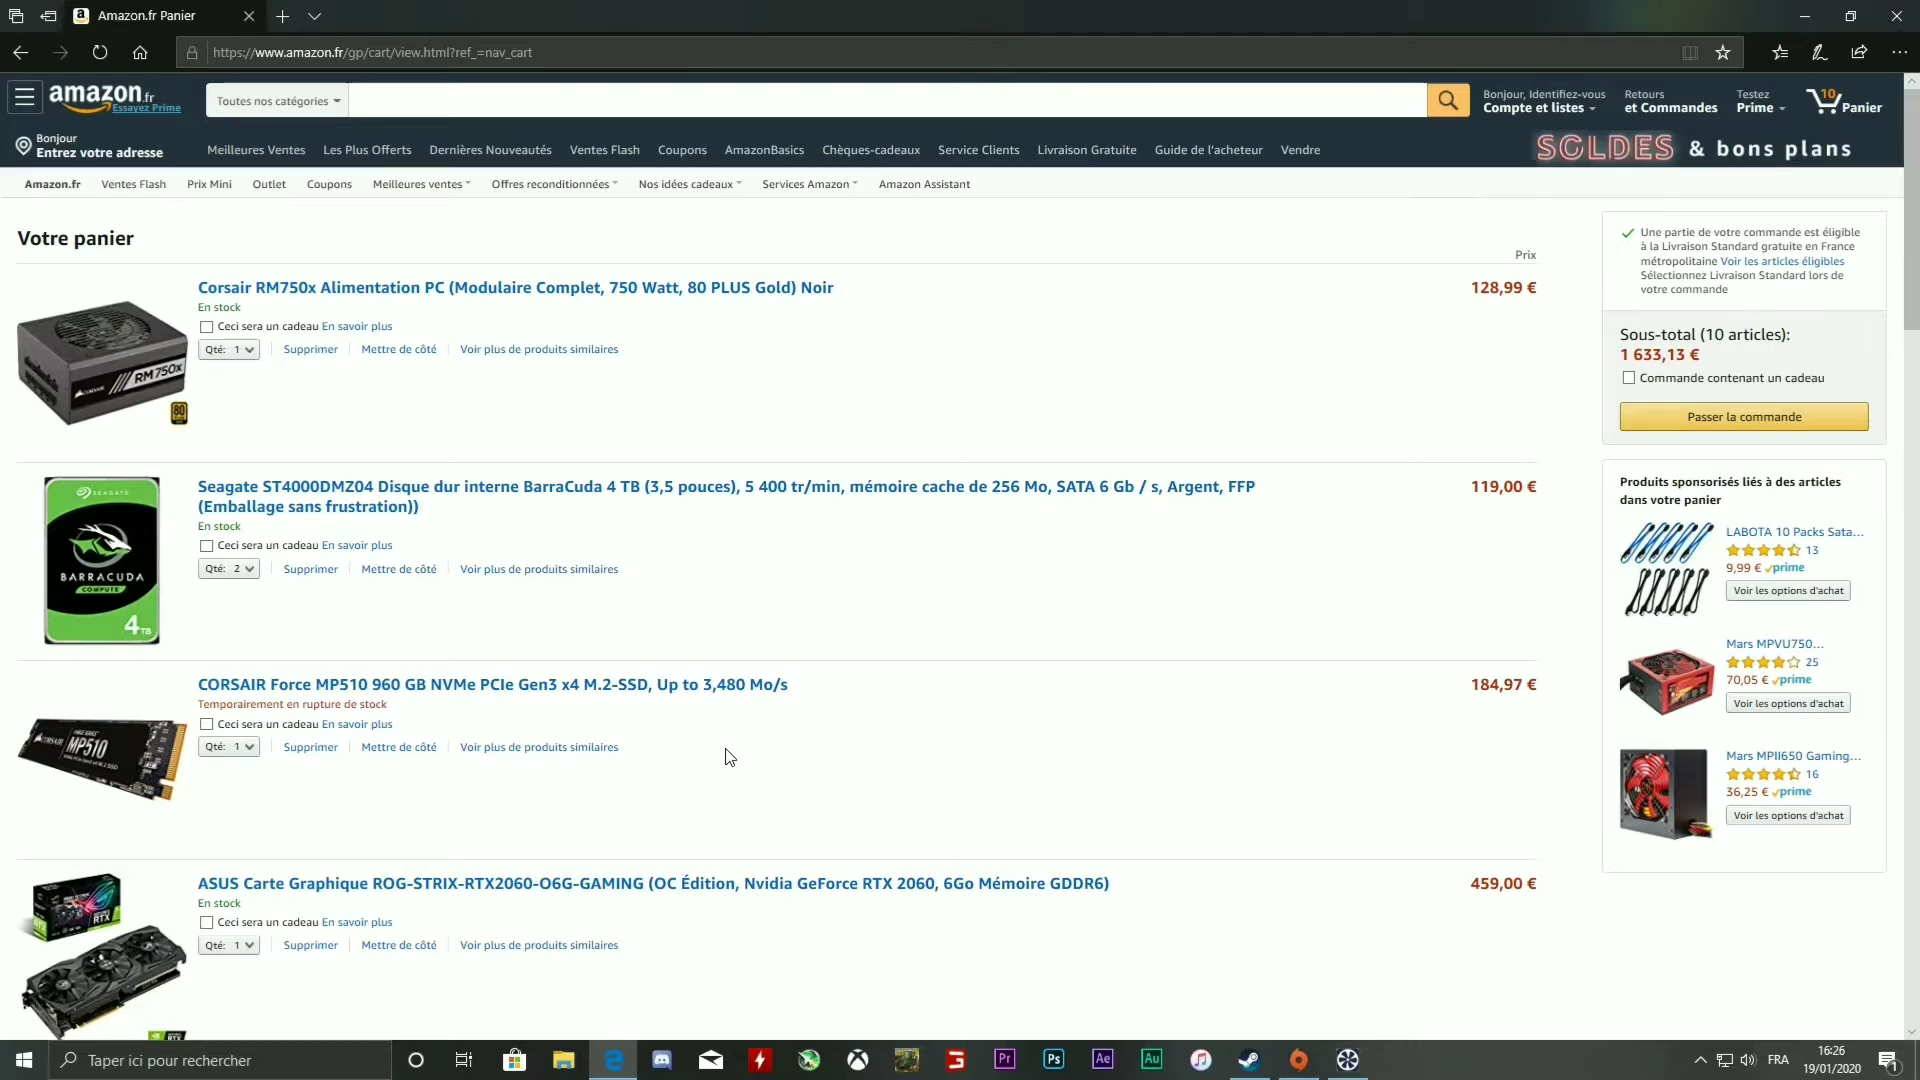 Amazon.fr Panier
https://www.amazon.fr/gp/cart/view.html?ref_=nav_cart
amazon.fr
Essayez Prime
Toutes nos catégories
Bonjour, Identifiez-vous
Compte et listes
Retours
et Commandes
Testez
Prime
10
Panier
Bonjour
Entrez votre adresse
Meilleures Ventes Les Plus Offerts Dernières Nouveautés Ventes Flash Coupons AmazonBasics Chèques-cadeaux Service Clients Livraison Gratuite Guide de l'acheteur Vendre
SOLDES & bons plans
Amazon.fr Ventes Flash Prix Mini Outlet Coupons Meilleures ventes Offres reconditionnées Nos idées cadeaux Services Amazon Amazon Assistant
Votre panier
Prix
Corsair RM750x Alimentation PC (Modulaire Complet, 750 Watt, 80 PLUS Gold) Noir
128,99 €
En stock
Ceci sera un cadeau En savoir plus
Qté: 1 Supprimer Mettre de côté Voir plus de produits similaires
CORSAIR
RM750x
80
Seagate ST4000DMZ04 Disque dur interne BarraCuda 4 TB (3,5 pouces), 5 400 tr/min, mémoire cache de 256 Mo, SATA 6 Gb / s, Argent, FFP
(Emballage sans frustration))
119,00 €
En stock
Ceci sera un cadeau En savoir plus
Qté: 2 Supprimer Mettre de côté Voir plus de produits similaires
SEAGATE
BARRACUDA
COMPUTE
4TB
CORSAIR Force MP510 960 GB NVMe PCIe Gen3 x4 M.2-SSD, Up to 3,480 Mo/s
184,97 €
Temporairement en rupture de stock
Ceci sera un cadeau En savoir plus
Qté: 1 Supprimer Mettre de côté Voir plus de produits similaires
CORSAIR
MP510
ASUS Carte Graphique ROG-STRIX-RTX2060-O6G-GAMING (OC Édition, Nvidia GeForce RTX 2060, 6Go Mémoire GDDR6)
459,00 €
En stock
Ceci sera un cadeau En savoir plus
Qté: 1 Supprimer Mettre de côté Voir plus de produits similaires
RTX
RTX
Une partie de votre commande est éligible
à la Livraison Standard gratuite en France
métropolitaine Voir les articles éligibles
Sélectionnez Livraison Standard lors de
votre commande
Sous-total (10 articles):
1 633,13 €
Commande contenant un cadeau
Passer la commande
Produits sponsorisés liés à des articles
dans votre panier
LABOTA 10 Packs Sata...
13
9,99 € prime
Voir les options d'achat
Mars MPVU750...
25
70,05 € prime
Voir les options d'achat
Mars MPII650 Gaming...
16
36,25 € prime
Voir les options d'achat
Taper ici pour rechercher
Pr
Ps
Ae
Au
FRA
16:26
19/01/2020
1